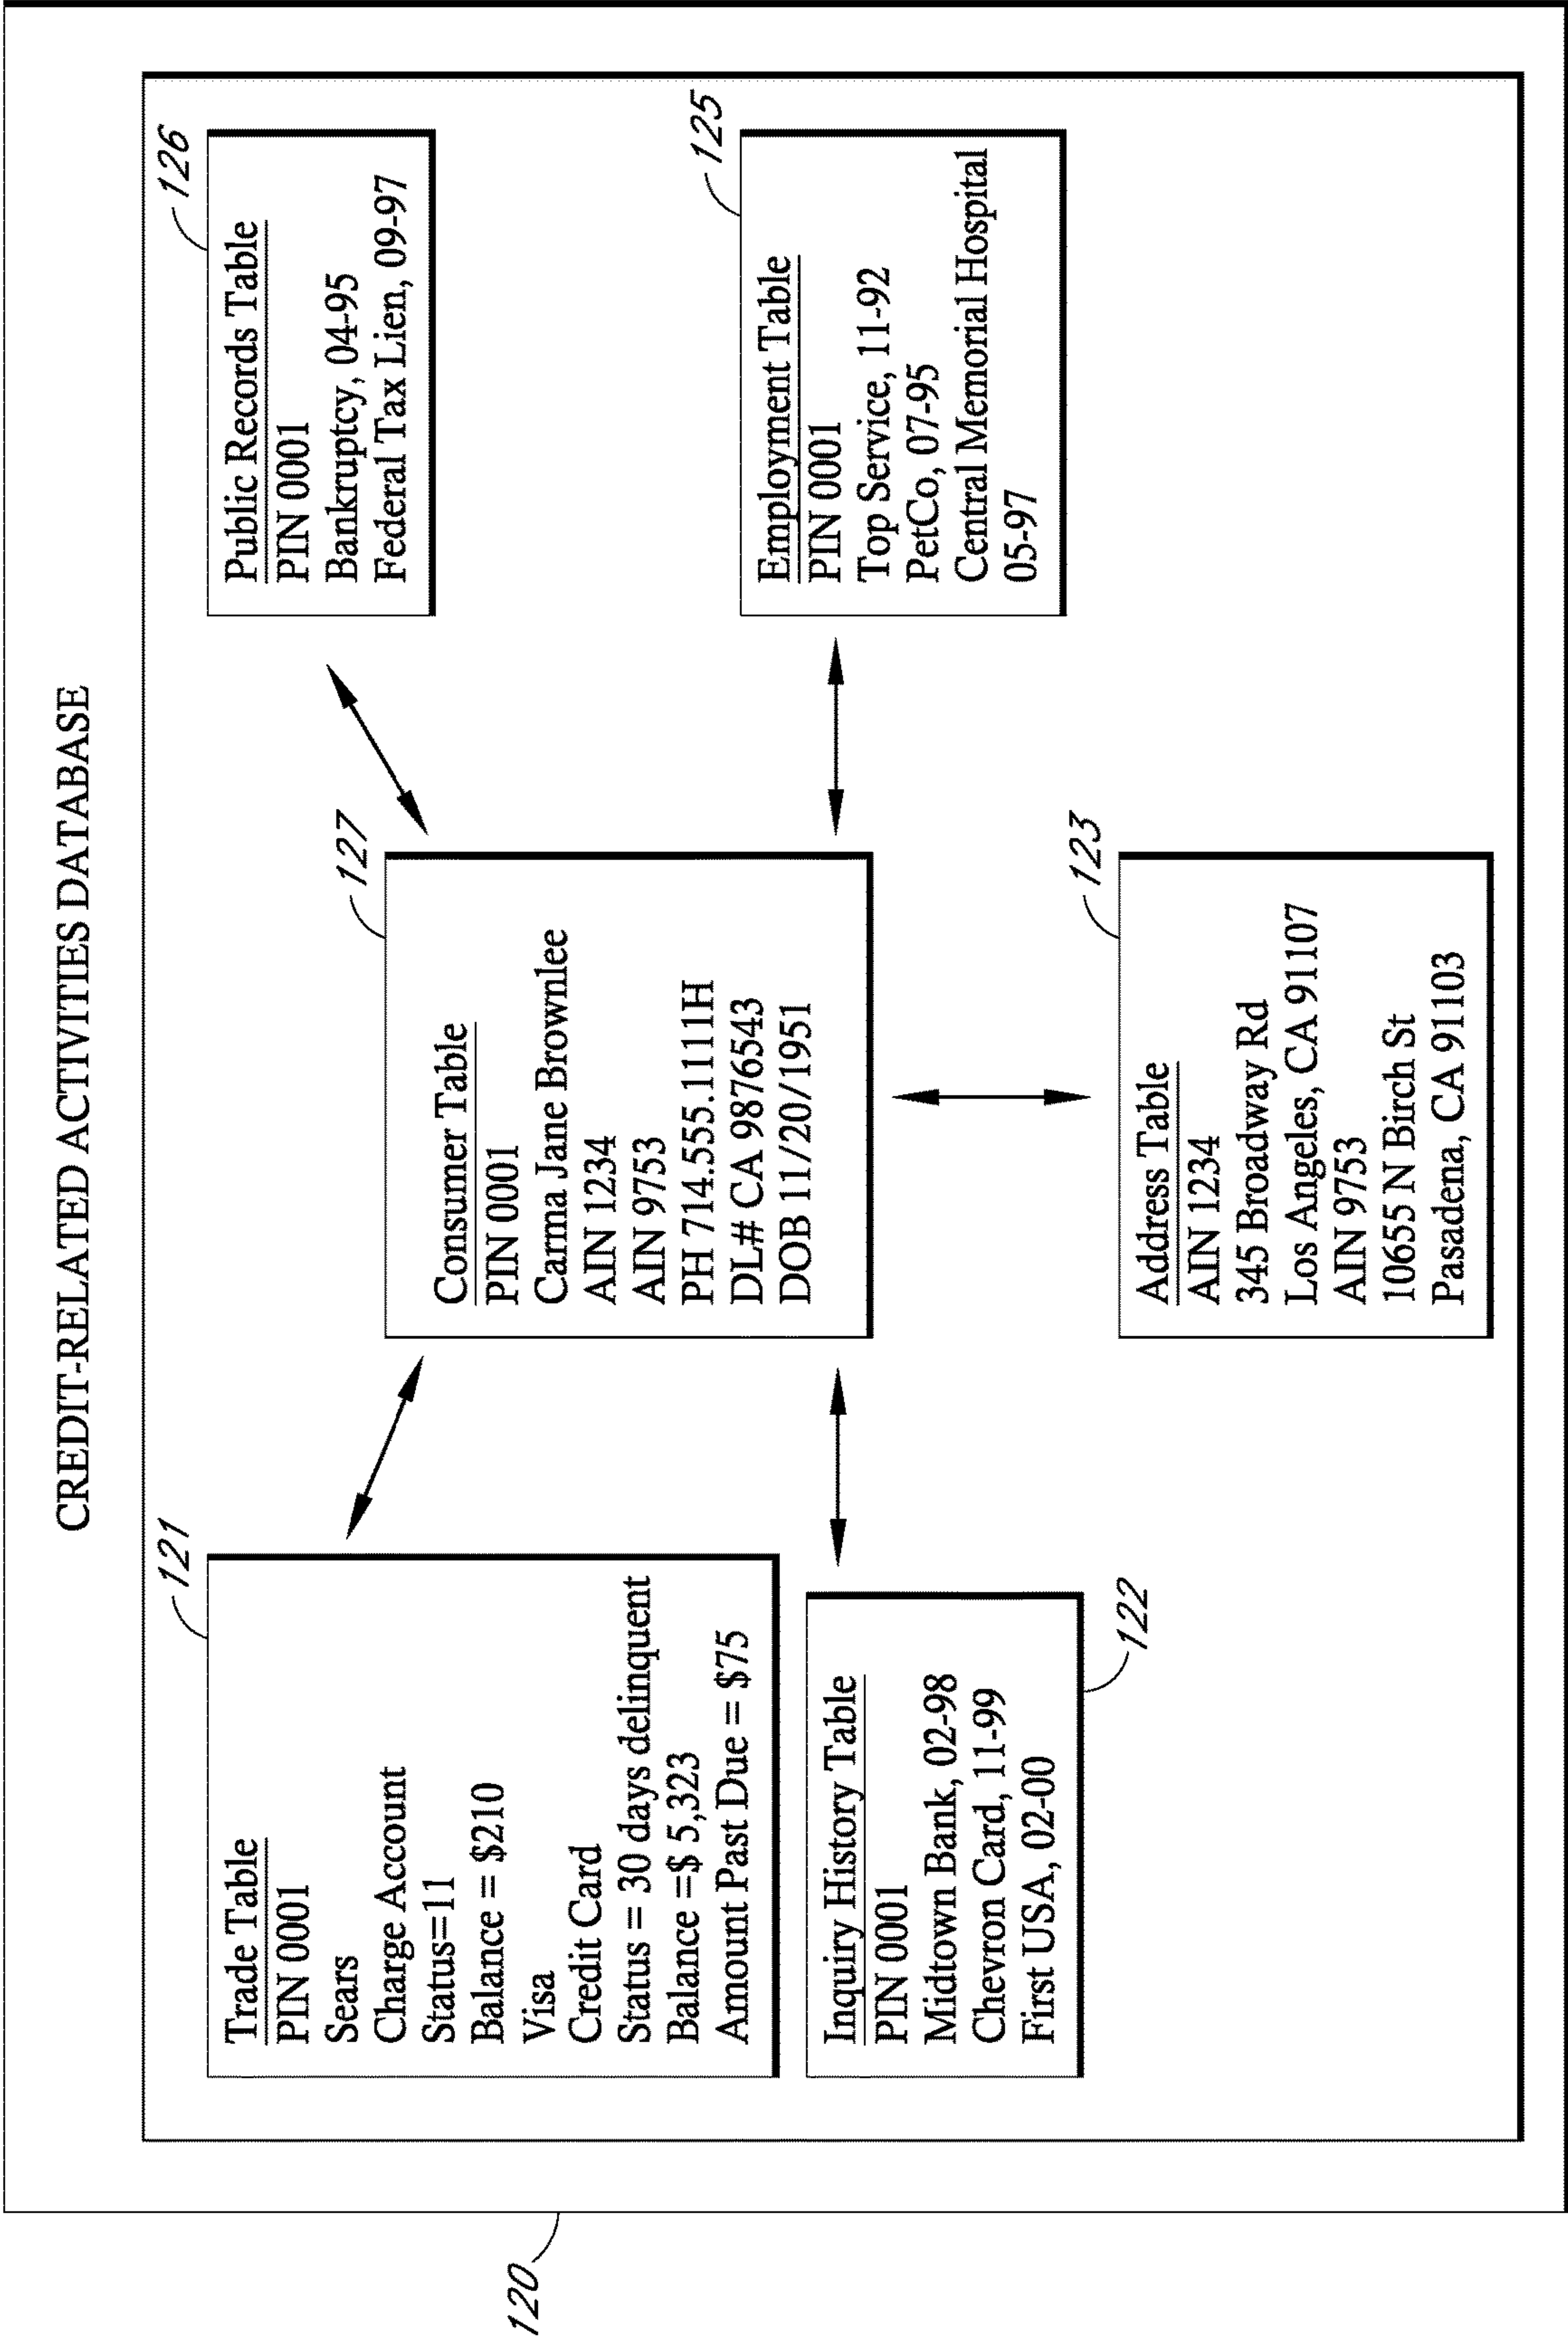 CREDIT-RELATED ACTIVITIES DATABASE
120
121
Trade Table
PIN 0001
Sears
Charge Account
Status=11
Balance = $210
Visa
Credit Card
Status = 30 days delinquent
Balance =$ 5,323
Amount Past Due = $75
122
Inquiry History Table
PIN 0001
Midtown Bank, 02-98
Chevron Card, 11-99
First USA, 02-00
127
Consumer Table
PIN 0001
Carma Jane Brownlee
AIN 1234
AIN 9753
PH 714.555.1111H
DL# CA 9876543
DOB 11/20/1951
123
Address Table
AIN 1234
345 Broadway Rd
Los Angeles, CA 91107
AIN 9753
10655 N Birch St
Pasadena, CA 91103
126
Public Records Table
PIN 0001
Bankruptcy, 04-95
Federal Tax Lien, 09-97
125
Employment Table
PIN 0001
Top Service, 11-92
PetCo, 07-95
Central Memorial Hospital
05-97